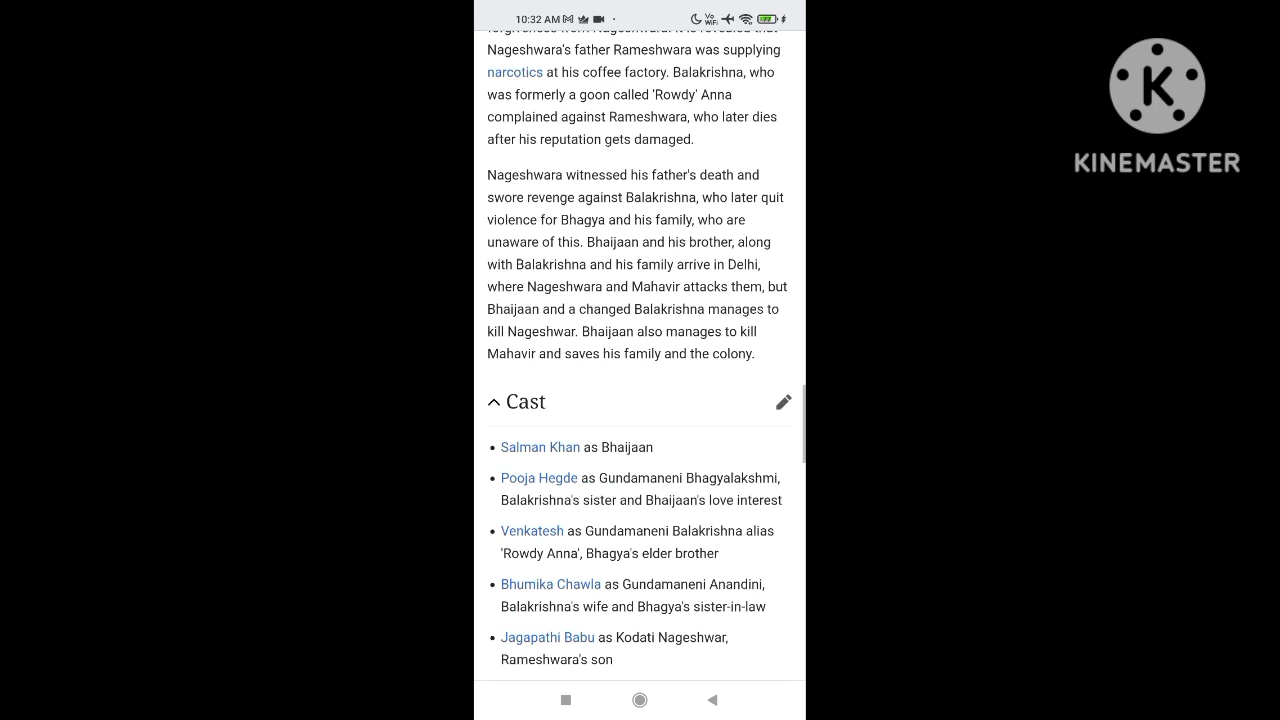 10:32 AM
Vo
WiFi
77
forgiveness from Nageshwara. It is revealed that
Nageshwara's father Rameshwara was supplying
narcotics at his coffee factory. Balakrishna, who
was formerly a goon called 'Rowdy' Anna
complained against Rameshwara, who later dies
after his reputation gets damaged.
Nageshwara witnessed his father's death and
swore revenge against Balakrishna, who later quit
violence for Bhagya and his family, who are
unaware of this. Bhaijaan and his brother, along
with Balakrishna and his family arrive in Delhi,
where Nageshwara and Mahavir attacks them, but
Bhaijaan and a changed Balakrishna manages to
kill Nageshwar. Bhaijaan also manages to kill
Mahavir and saves his family and the colony.
Cast
• Salman Khan as Bhaijaan
• Pooja Hegde as Gundamaneni Bhagyalakshmi,
Balakrishna's sister and Bhaijaan's love interest
• Venkatesh as Gundamaneni Balakrishna alias
'Rowdy Anna', Bhagya's elder brother
• Bhumika Chawla as Gundamaneni Anandini,
Balakrishna's wife and Bhagya's sister-in-law
• Jagapathi Babu as Kodati Nageshwar,
Rameshwara's son
K
KINEMASTER